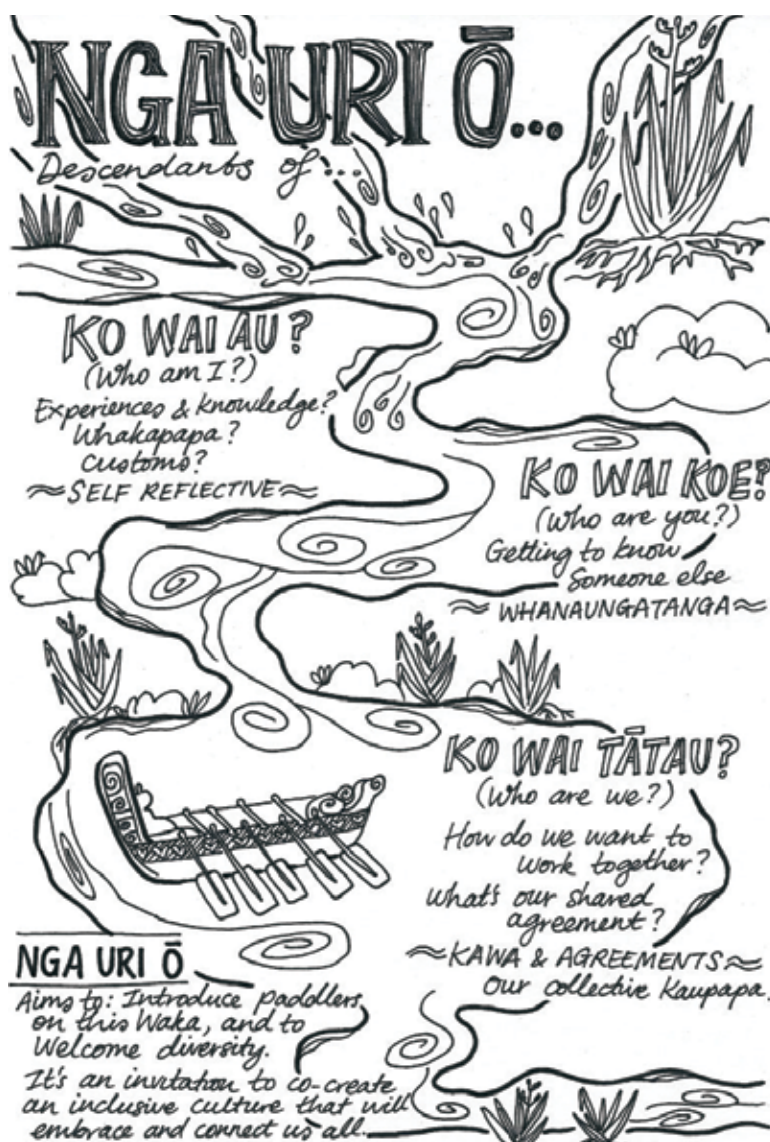 NGA URI Ō...
Descendants of...
KO WAI AU?
(Who am I?)
Experiences & knowledge?
Whakapapa?
Customs?
≈SELF REFLECTIVE≈
KO WAI KOE?
(Who are you?)
Getting to know
Someone else
≈WHANAUNGATANGA≈
KO WAI TĀTAU?
(Who are we?)
How do we want to
work together?
What's our shared
agreement?
≈KAWA & AGREEMENTS≈
Our collective Kaupapa.
NGA URI Ō
Aims to: Introduce paddlers
on this Waka, and to
Welcome diversity.
It's an invitation to co-create
an inclusive culture that will
embrace and connect us all.